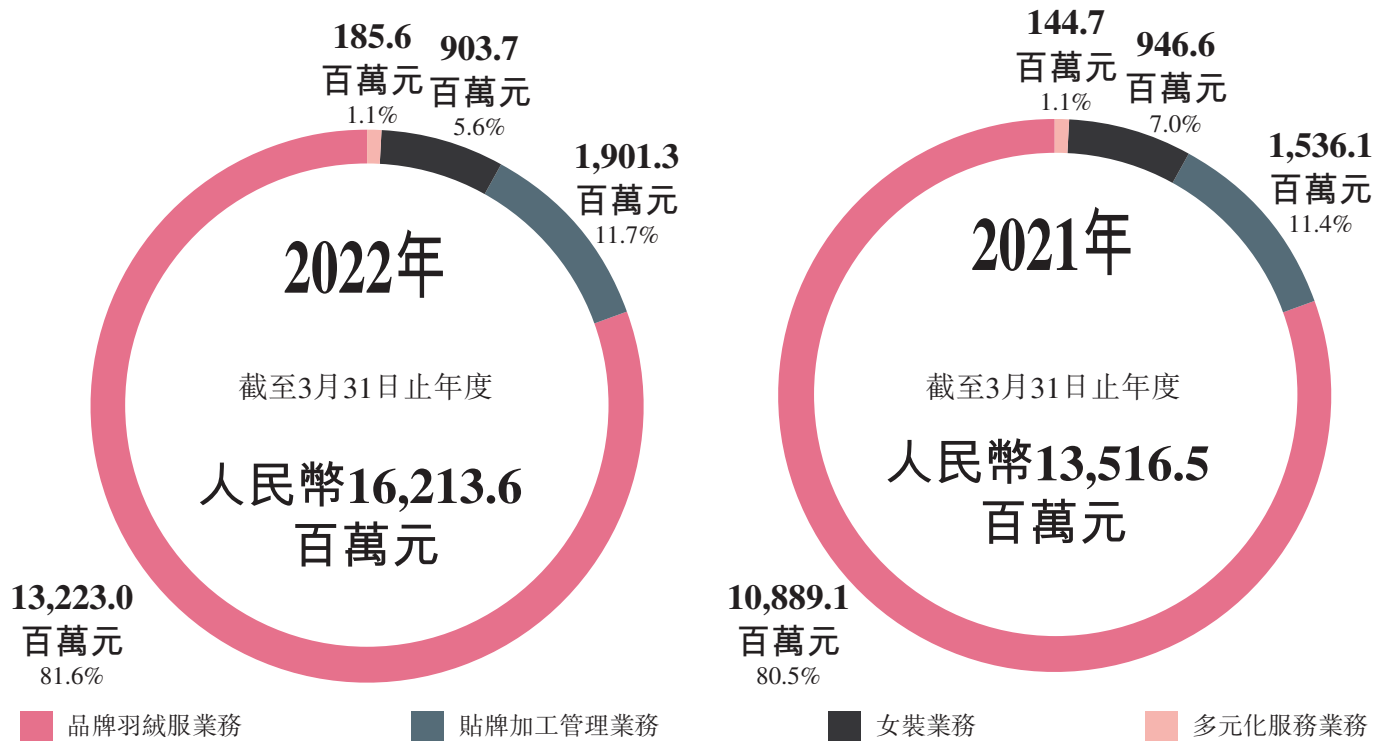 185.6
百萬元
1.1%
903.7
百萬元
5.6%
1,901.3
百萬元
11.7%
2022年
截至3月31日止年度
人民幣16,213.6
百萬元
13,223.0
百萬元
81.6%
144.7
百萬元
1.1%
946.6
百萬元
7.0%
1,536.1
百萬元
11.4%
2021年
截至3月31日止年度
人民幣13,516.5
百萬元
10,889.1
百萬元
80.5%
品牌羽絨服業務
貼牌加工管理業務
女裝業務
多元化服務業務